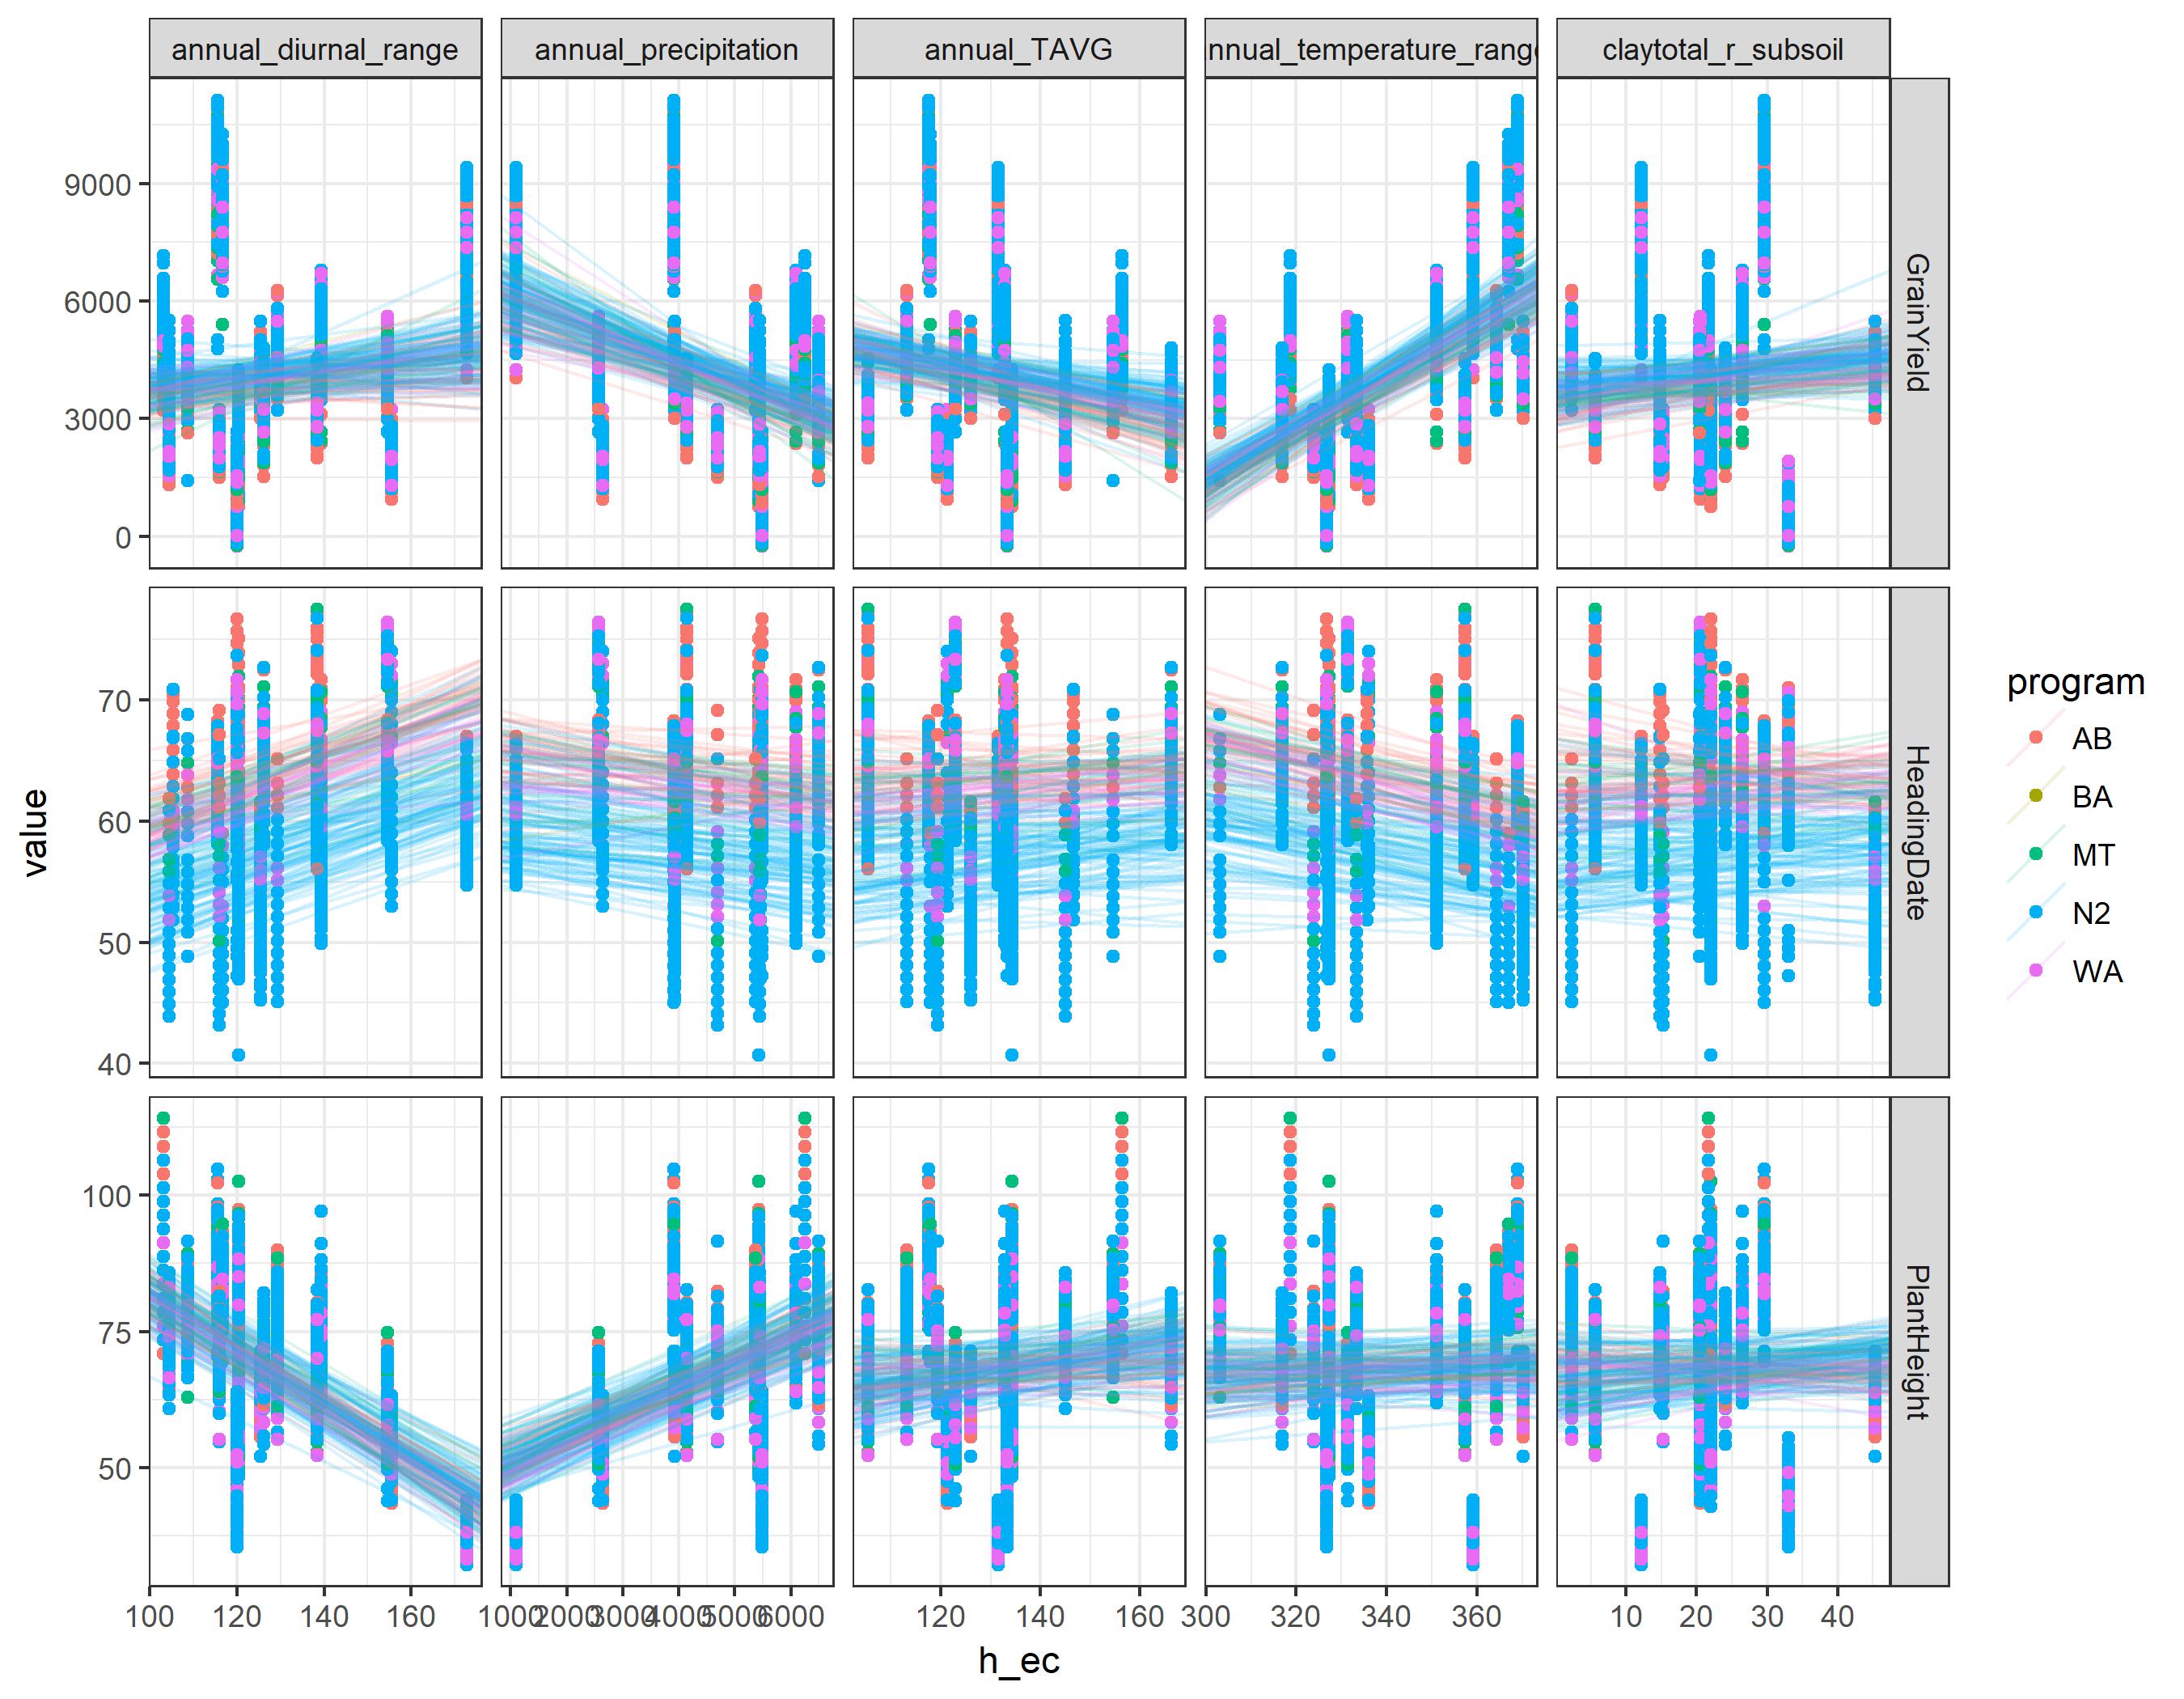 annual_diurnal_range annual_precipitation annual_TAVG nnual_temperature_range claytotal_r_subsoil
9000
6000
3000
0
GrainYield
70
60
50
40
HeadingDate
100
75
50
PlantHeight
value
100 120 140 160 1000 2000 3000 4000 5000 6000 120 140 160 300 320 340 360 10 20 30 40
h_ec
program
AB
BA
MT
N2
WA